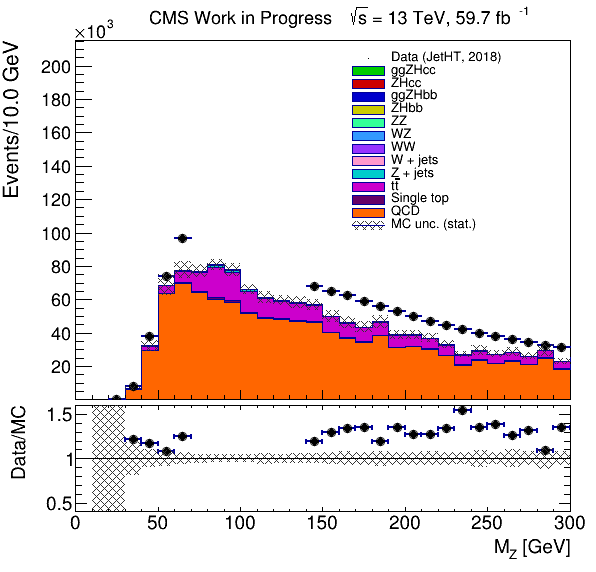 CMS Work in Progress √s = 13 TeV, 59.7 fb⁻¹
×10³
Events/10.0 GeV
200
180
160
140
120
100
80
60
40
20
Data (JetHT, 2018)
ggZHcc
ZHcc
ggZHbb
ZHbb
ZZ
WZ
WW
W + jets
Z + jets
tt̅
Single top
QCD
MC unc. (stat.)
Data/MC
1.5
1
0.5
0 50 100 150 200 250 300
M_Z [GeV]